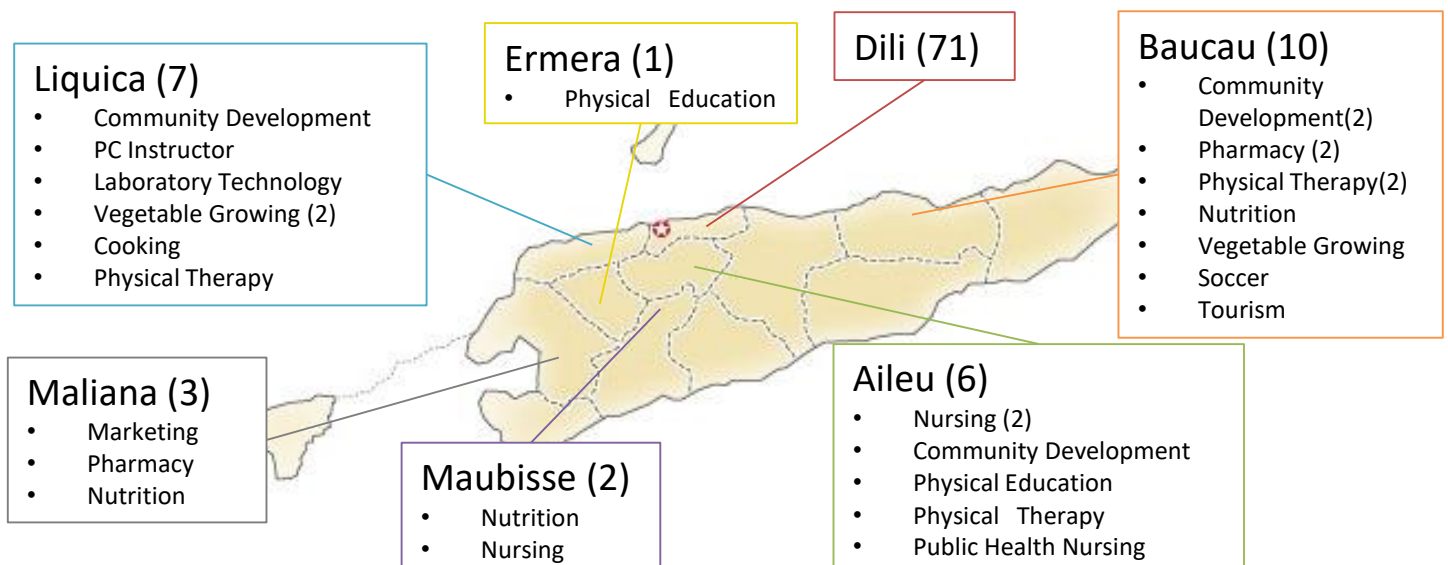 Liquica (7)
• Community Development
• PC Instructor
• Laboratory Technology
• Vegetable Growing (2)
• Cooking
• Physical Therapy
Ermera (1)
• Physical Education
Dili (71)
Baucau (10)
• Community
Development(2)
• Pharmacy (2)
• Physical Therapy(2)
• Nutrition
• Vegetable Growing
• Soccer
• Tourism
Maliana (3)
• Marketing
• Pharmacy
• Nutrition
Maubisse (2)
• Nutrition
• Nursing
Aileu (6)
• Nursing (2)
• Community Development
• Physical Education
• Physical Therapy
• Public Health Nursing